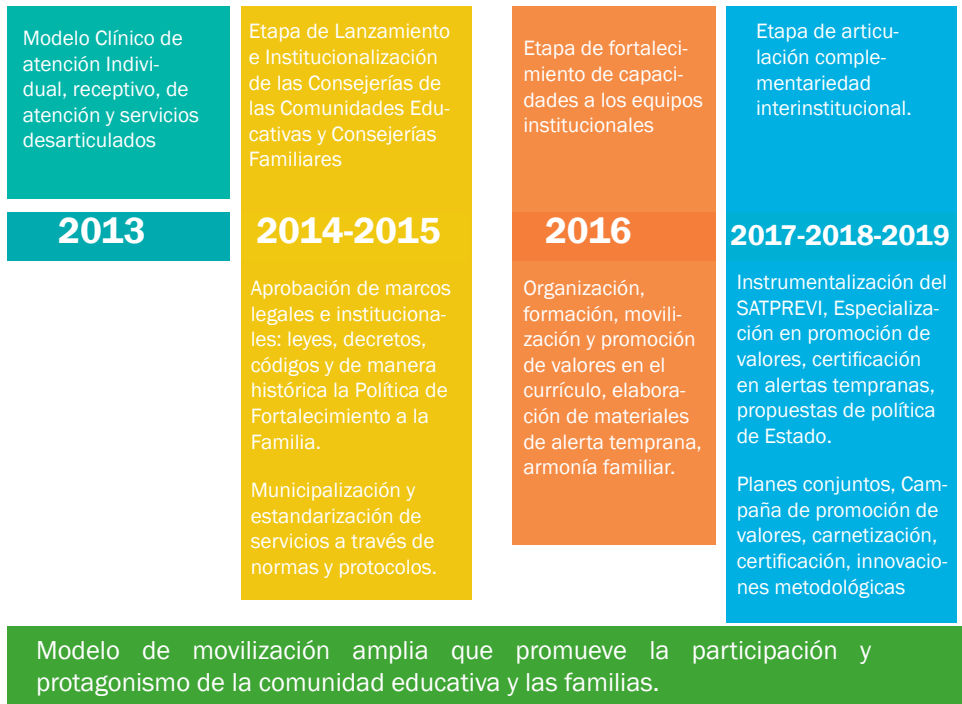 Modelo Clínico de
atención Indivi-
dual, receptivo, de
atención y servicios
desarticulados
2013
Etapa de Lanzamiento
e Institucionalización
de las Consejerías de
las Comunidades Edu-
cativas y Consejerías
Familiares
2014-2015
Aprobación de marcos
legales e instituciona-
les: leyes, decretos,
códigos y de manera
histórica la Política de
Fortalecimiento a la
Familia.
Municipalización y
estandarización de
servicios a través de
normas y protocolos.
Etapa de fortaleci-
miento de capaci-
dades a los equipos
institucionales
2016
Organización,
formación, movili-
zación y promoción
de valores en el
currículo, elabora-
ción de materiales
de alerta temprana,
armonía familiar.
Etapa de articu-
lación comple-
mentariedad
interinstitucional.
2017-2018-2019
Instrumentalización del
SATPREVI, Especializa-
ción en promoción de
valores, certificación
en alertas tempranas,
propuestas de política
de Estado.
Planes conjuntos, Cam-
paña de promoción de
valores, carnetización,
certificación, innovacio-
nes metodológicas
Modelo de movilización amplia que promueve la participación y
protagonismo de la comunidad educativa y las familias.